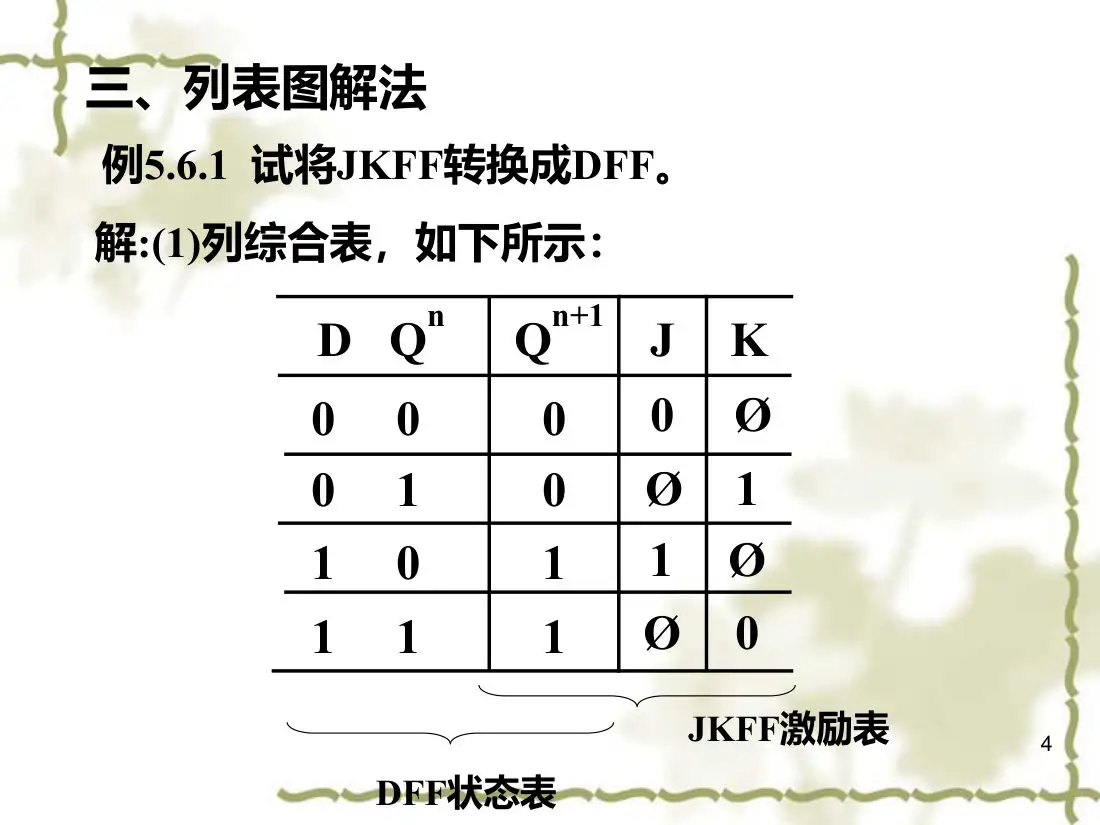 三、列表图解法
例5.6.1 试将JKFF转换成DFF。
解:(1)列综合表，如下所示：
D Qⁿ Qⁿ⁺¹ J K
0 0 0 0 Ø
0 1 0 Ø 1
1 0 1 1 Ø
1 1 1 Ø 0
JKFF激励表
4
DFF状态表